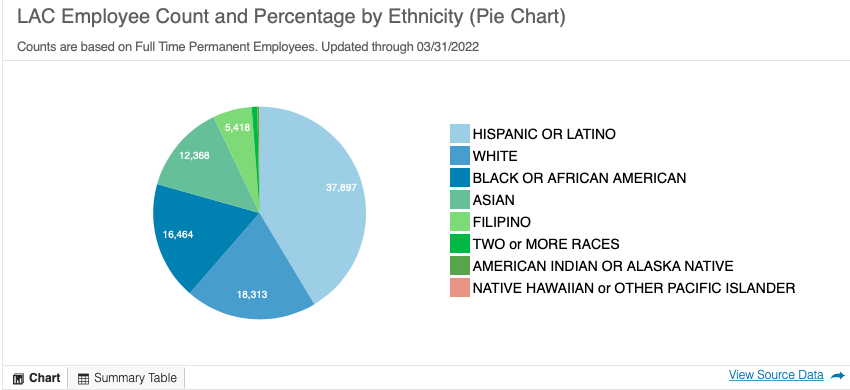 LAC Employee Count and Percentage by Ethnicity (Pie Chart)
Counts are based on Full Time Permanent Employees. Updated through 03/31/2022
5,418
12,368
37,897
16,464
18,313
HISPANIC OR LATINO
WHITE
BLACK OR AFRICAN AMERICAN
ASIAN
FILIPINO
TWO or MORE RACES
AMERICAN INDIAN OR ALASKA NATIVE
NATIVE HAWAIIAN or OTHER PACIFIC ISLANDER
Chart
Summary Table
View Source Data